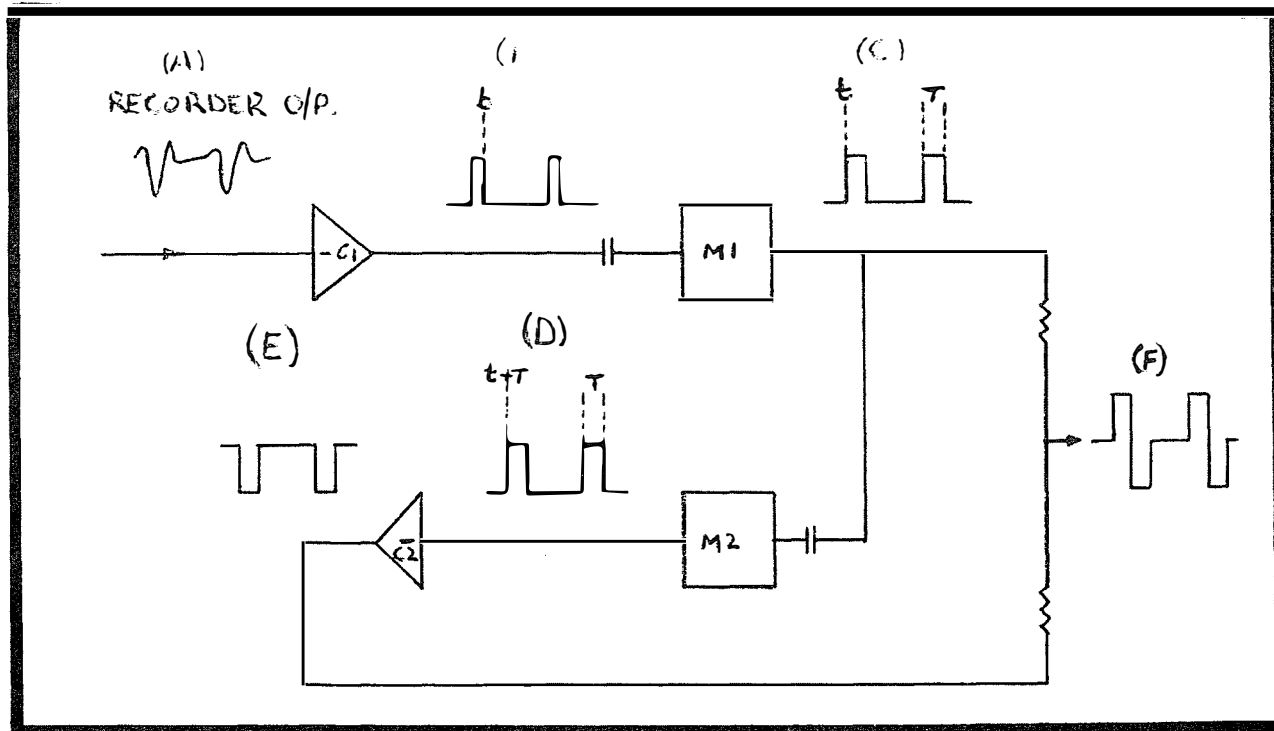 (A)
RECORDER O/P.
t
(C)
t T
-C1
M1
(E)
(D)
t+T T
(F)
C2
M2